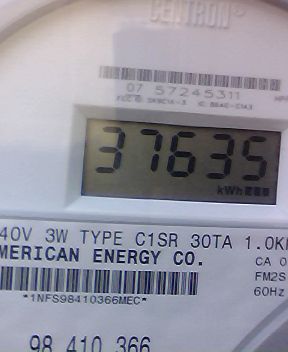 CENTRON®
07 57245311
37635
kWh
40V 3W TYPE C1SR 30TA 1.0K
MERICAN ENERGY CO.
CA 0
FM2S
60Hz
*1NFS98410366MEC*
98 410 366